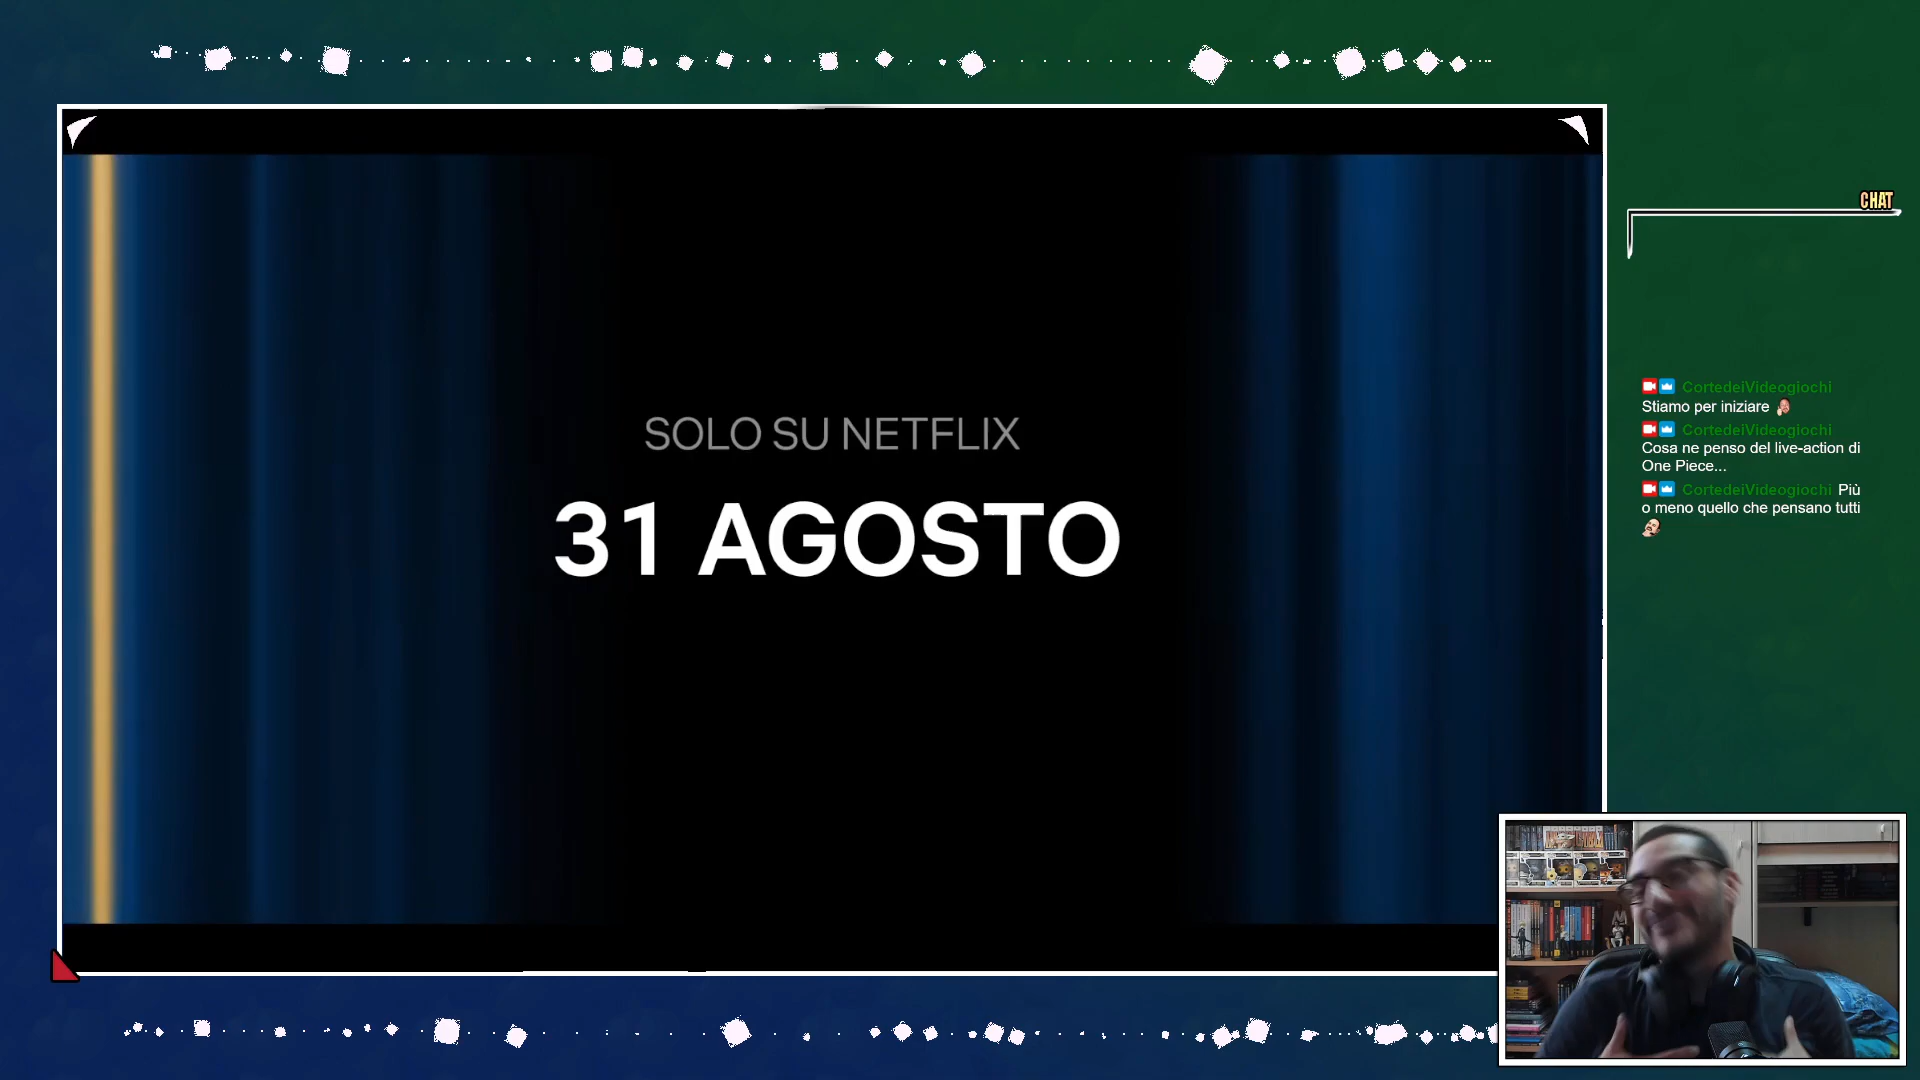 SOLO SU NETFLIX
31 AGOSTO
CHAT
CortedeiVideogiochi
Stiamo per iniziare
CortedeiVideogiochi
Cosa ne penso del live-action di
One Piece...
CortedeiVideogiochi Più
o meno quello che pensano tutti